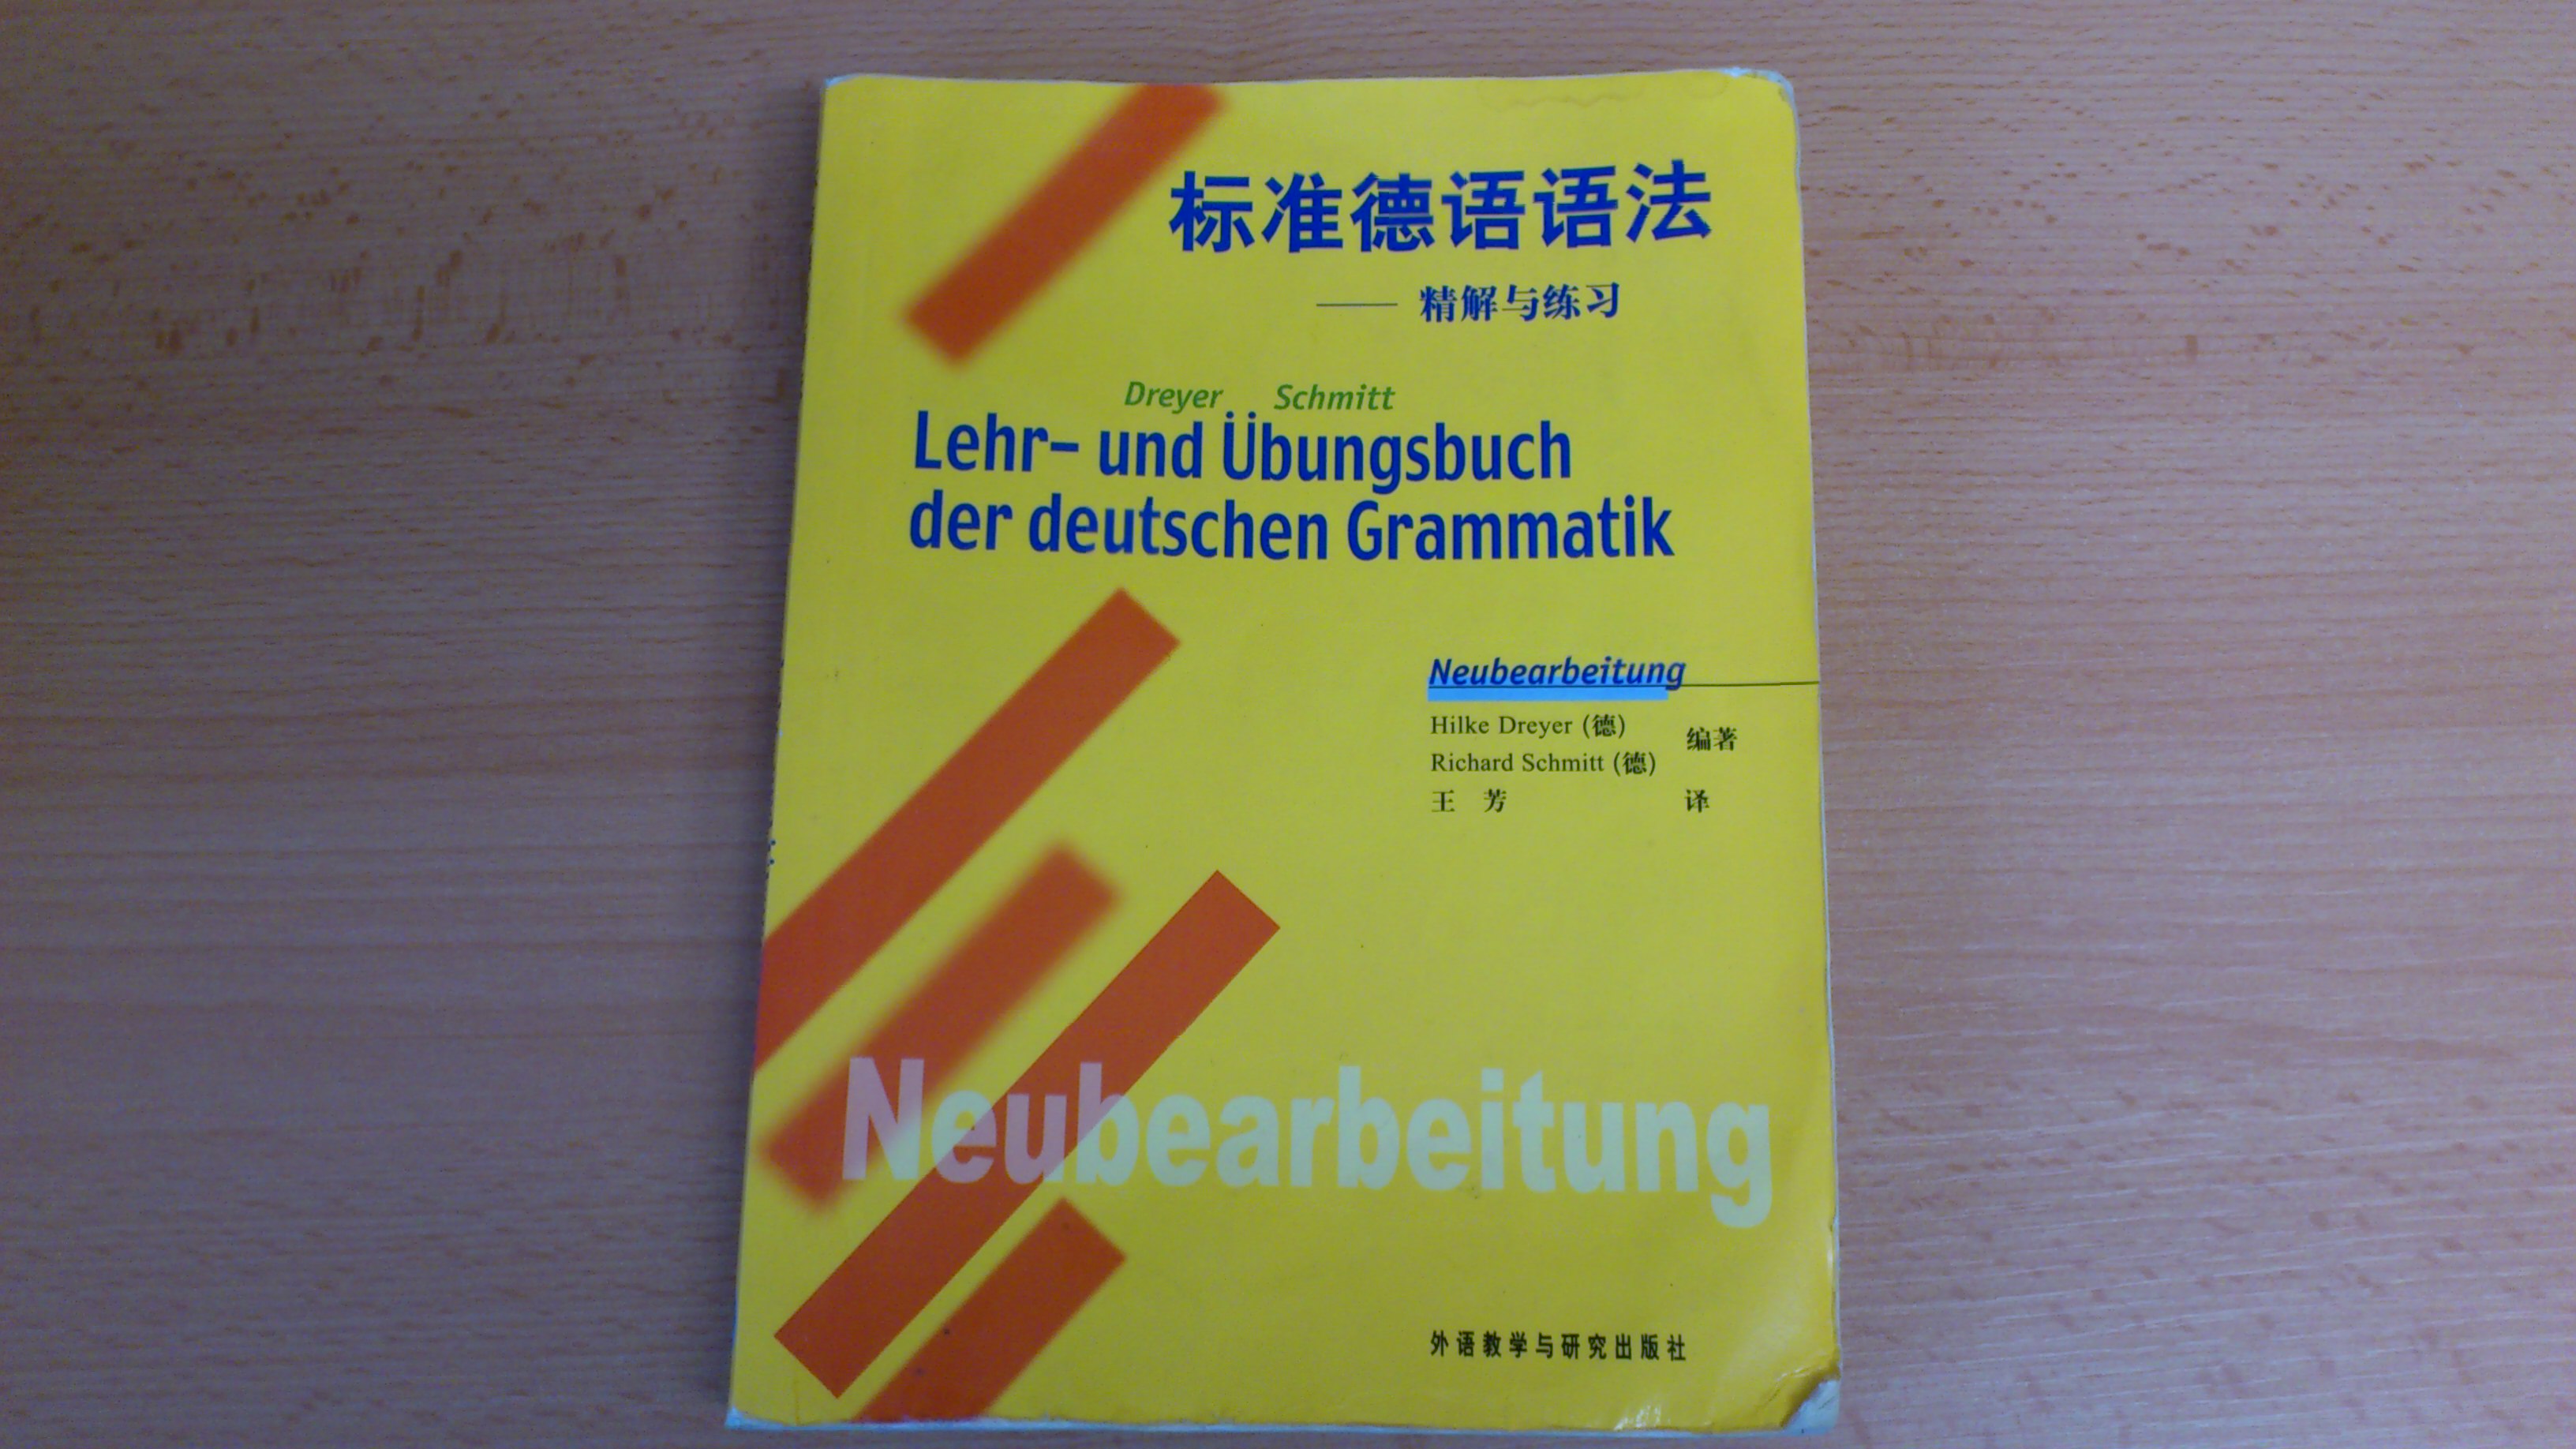 标准德语语法
—— 精解与练习
Dreyer Schmitt
Lehr- und Übungsbuch
der deutschen Grammatik
Neubearbeitung
Hilke Dreyer (德)
Richard Schmitt (德)
编著
王 芳 译
Neubearbeitung
外语教学与研究出版社